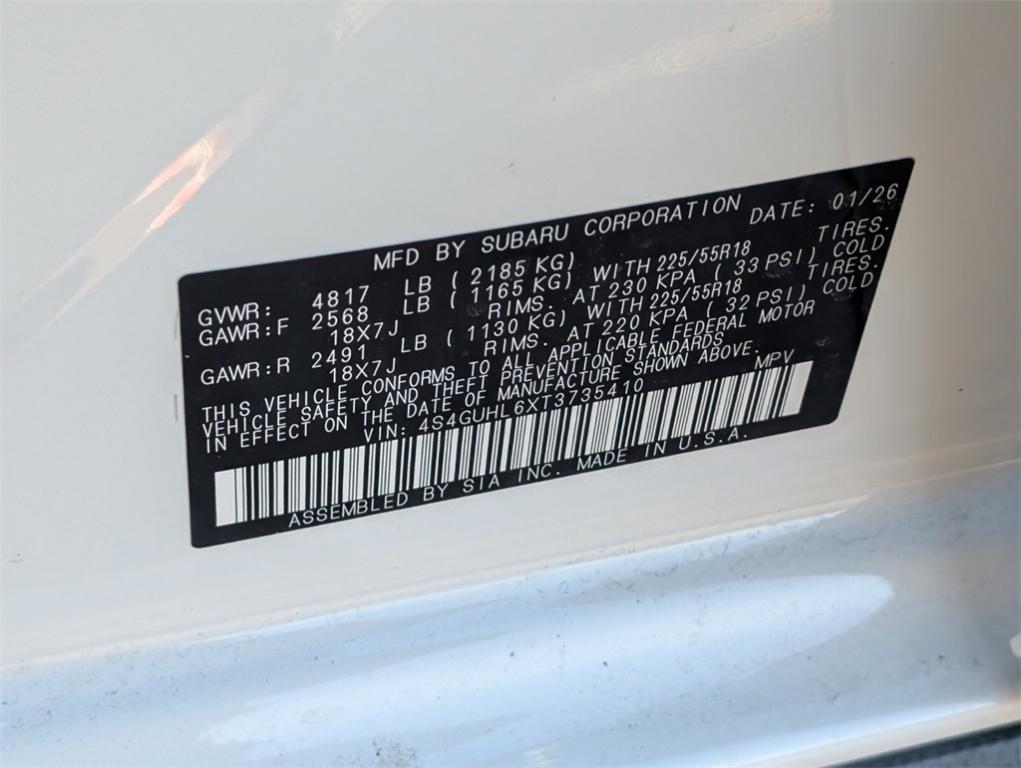 MFD BY SUBARU CORPORATION DATE: 01/26
GVWR: 4817 LB ( 2185 KG)
GAWR:F 2568 LB ( 1165 KG) WITH 225/55R18 TIRES.
18X7J RIMS. AT 230 KPA ( 33 PSI) COLD
GAWR:R 2491 LB ( 1130 KG) WITH 225/55R18 TIRES.
18X7J RIMS. AT 220 KPA ( 32 PSI) COLD
THIS VEHICLE CONFORMS TO ALL APPLICABLE FEDERAL MOTOR
VEHICLE SAFETY AND THEFT PREVENTION STANDARDS
IN EFFECT ON THE DATE OF MANUFACTURE SHOWN ABOVE.
VIN: 4S4GUHL6XT3735410 MPV
ASSEMBLED BY SIA INC. MADE IN U.S.A.